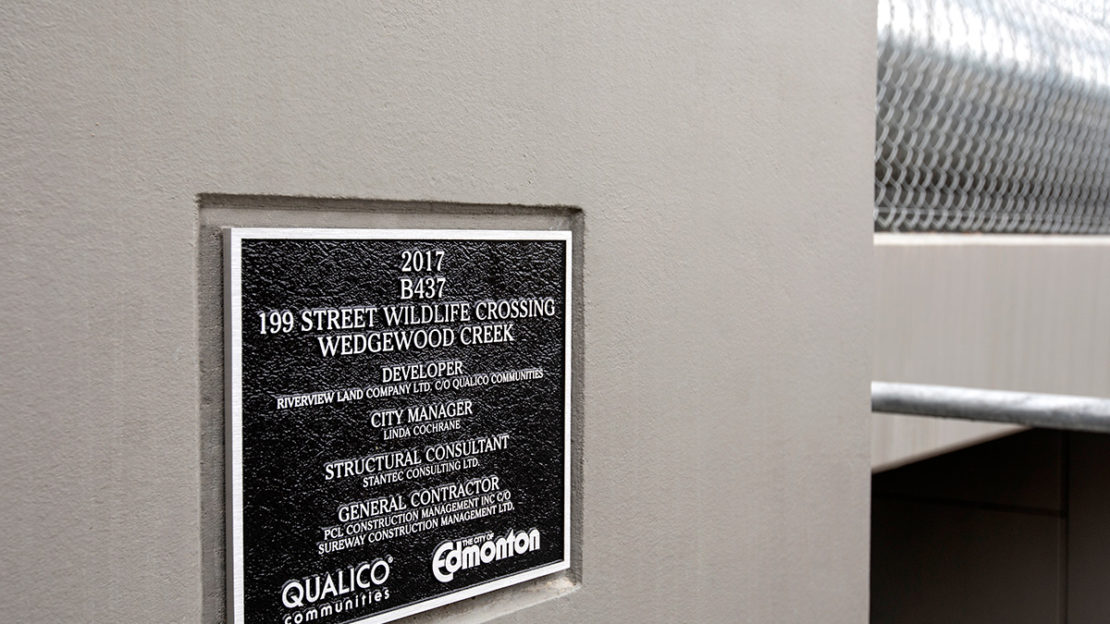 2017
B437
199 STREET WILDLIFE CROSSING
WEDGEWOOD CREEK
DEVELOPER
RIVERVIEW LAND COMPANY LTD. C/O QUALICO COMMUNITIES
CITY MANAGER
LINDA COCHRANE
STRUCTURAL CONSULTANT
STANTEC CONSULTING LTD.
GENERAL CONTRACTOR
PCL CONSTRUCTION MANAGEMENT INC C/O
SUREWAY CONSTRUCTION MANAGEMENT LTD.
QUALICO®
communities
THE CITY OF
Edmonton